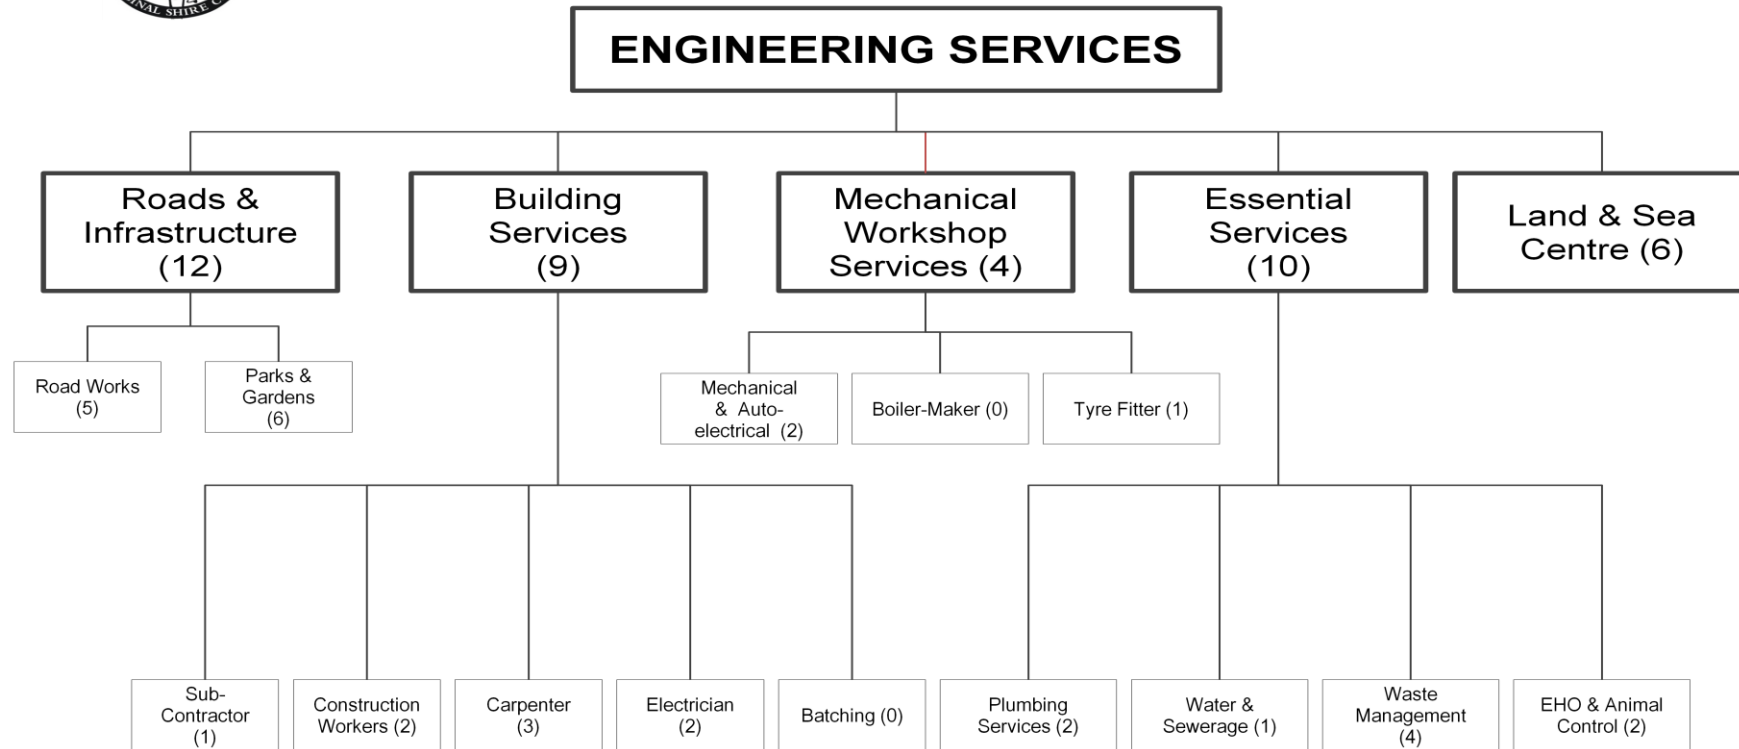 INAL SHIRE C
ENGINEERING SERVICES
Roads &
Infrastructure
(12)
Building
Services
(9)
Mechanical
Workshop
Services (4)
Essential
Services
(10)
Land & Sea
Centre (6)
Road Works
(5)
Parks &
Gardens
(6)
Mechanical
& Auto-
electrical (2)
Boiler-Maker (0)
Tyre Fitter (1)
Sub-
Contractor
(1)
Construction
Workers (2)
Carpenter
(3)
Electrician
(2)
Batching (0)
Plumbing
Services (2)
Water &
Sewerage (1)
Waste
Management
(4)
EHO & Animal
Control (2)